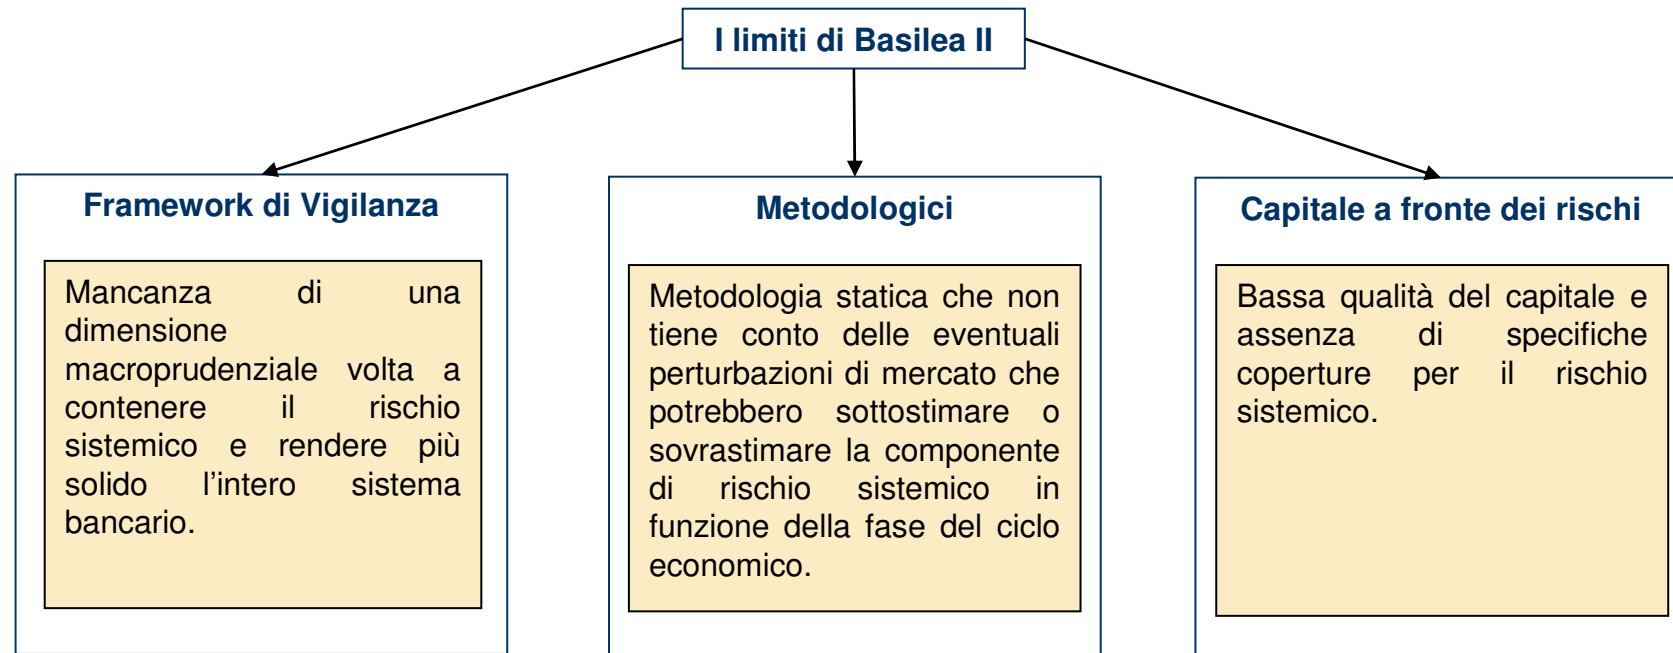 I limiti di Basilea II
Framework di Vigilanza
Mancanza di una
dimensione
macroprudenziale volta a
contenere il rischio
sistemico e rendere più
solido l'intero sistema
bancario.
Metodologici
Metodologia statica che non
tiene conto delle eventuali
perturbazioni di mercato che
potrebbero sottostimare o
sovrastimare la componente
di rischio sistemico in
funzione della fase del ciclo
economico.
Capitale a fronte dei rischi
Bassa qualità del capitale e
assenza di specifiche
coperture per il rischio
sistemico.